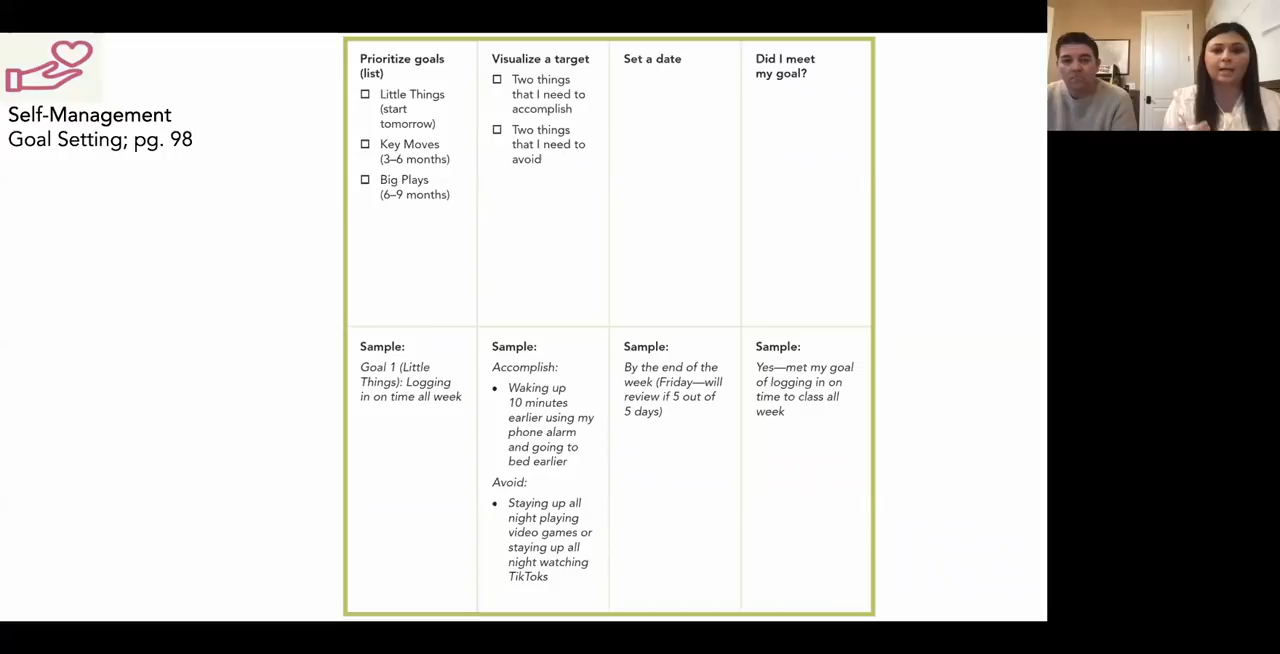 Self-Management
Goal Setting; pg. 98
Prioritize goals
(list)
Little Things
(start
tomorrow)
Key Moves
(3–6 months)
Big Plays
(6–9 months)
Visualize a target
Two things
that I need to
accomplish
Two things
that I need to
avoid
Set a date
Did I meet
my goal?
Sample:
Goal 1 (Little
Things): Logging
in on time all week
Sample:
Accomplish:
• Waking up
10 minutes
earlier using my
phone alarm
and going to
bed earlier
Avoid:
• Staying up all
night playing
video games or
staying up all
night watching
TikToks
Sample:
By the end of the
week (Friday—will
review if 5 out of
5 days)
Sample:
Yes—met my goal
of logging in on
time to class all
week